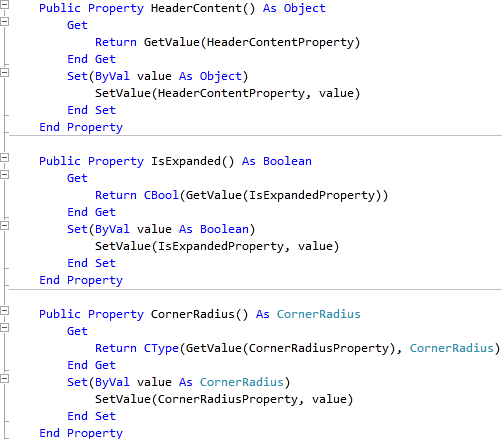 Public Property HeaderContent() As Object
Get
Return GetValue(HeaderContentProperty)
End Get
Set(ByVal value As Object)
SetValue(HeaderContentProperty, value)
End Set
End Property
Public Property IsExpanded() As Boolean
Get
Return CBool(GetValue(IsExpandedProperty))
End Get
Set(ByVal value As Boolean)
SetValue(IsExpandedProperty, value)
End Set
End Property
Public Property CornerRadius() As CornerRadius
Get
Return CType(GetValue(CornerRadiusProperty), CornerRadius)
End Get
Set(ByVal value As CornerRadius)
SetValue(CornerRadiusProperty, value)
End Set
End Property